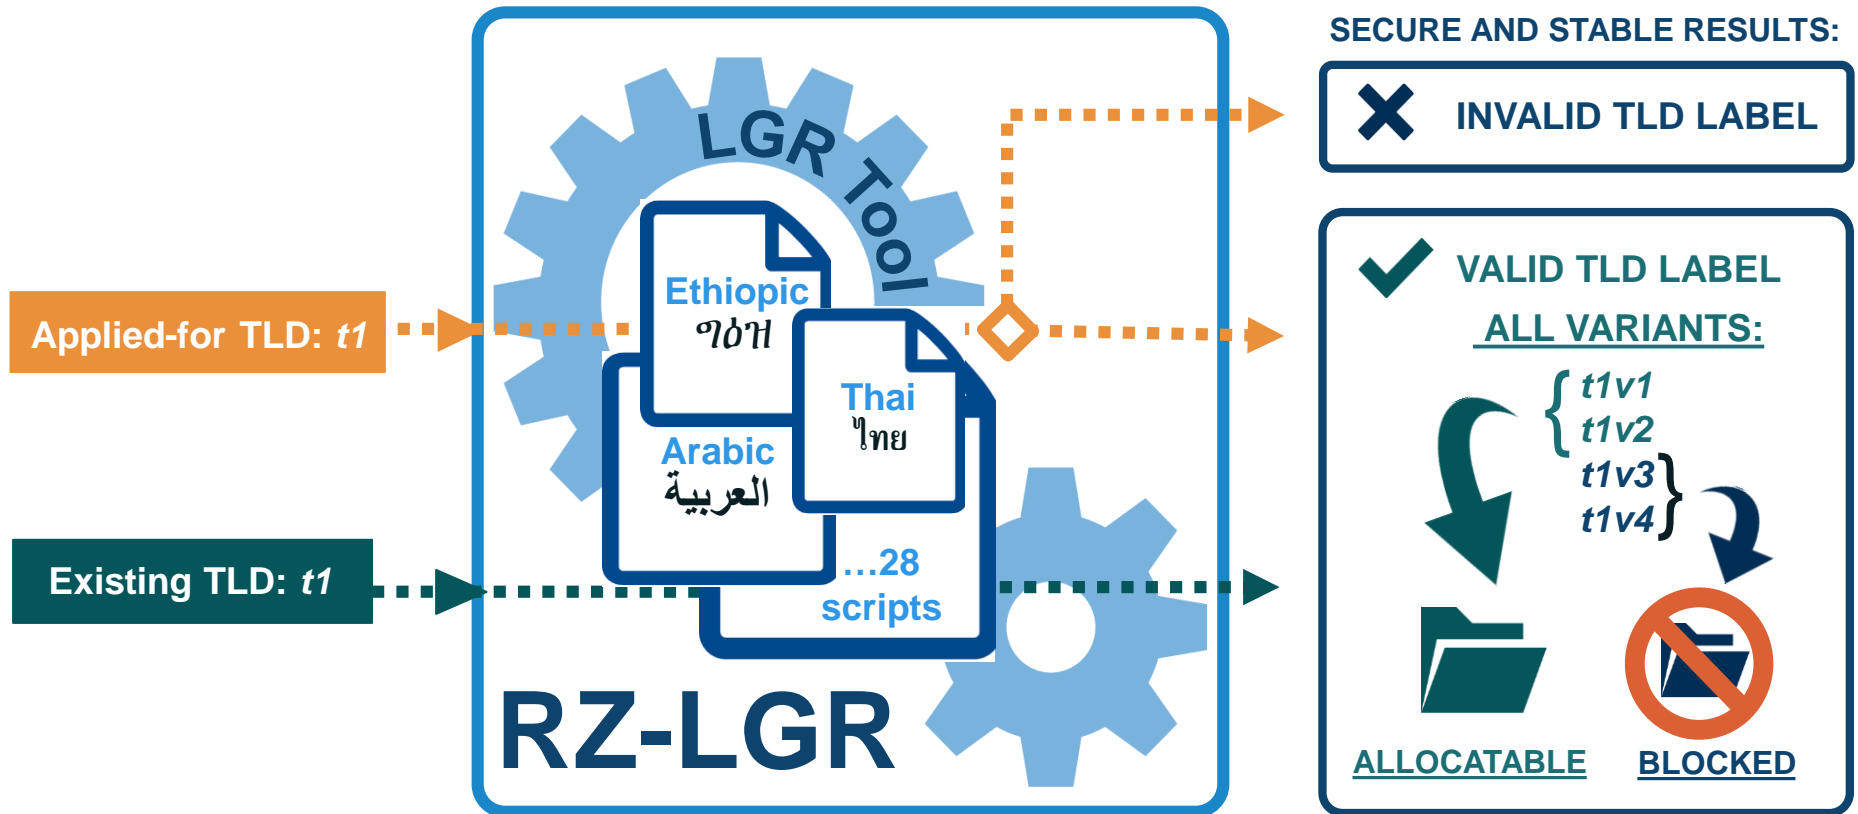 Applied-for TLD: t1
Existing TLD: t1
LGR Tool
Ethiopic
ግዕዝ
Thai
ไทย
Arabic
العربية
...28
scripts
RZ-LGR
SECURE AND STABLE RESULTS:
INVALID TLD LABEL
VALID TLD LABEL
ALL VARIANTS:
{ t1v1
t1v2
t1v3 }
t1v4
ALLOCATABLE
BLOCKED